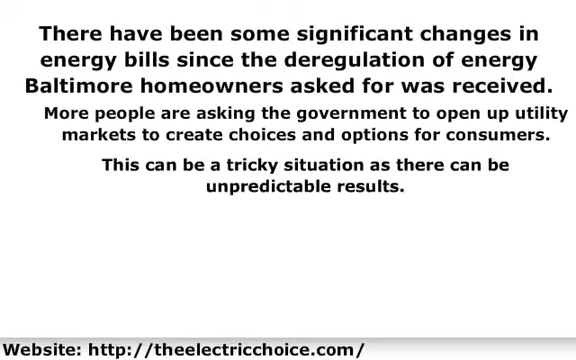 There have been some significant changes in
energy bills since the deregulation of energy
Baltimore homeowners asked for was received.
More people are asking the government to open up utility
markets to create choices and options for consumers.
This can be a tricky situation as there can be
unpredictable results.
Website: http://theelectricchoice.com/